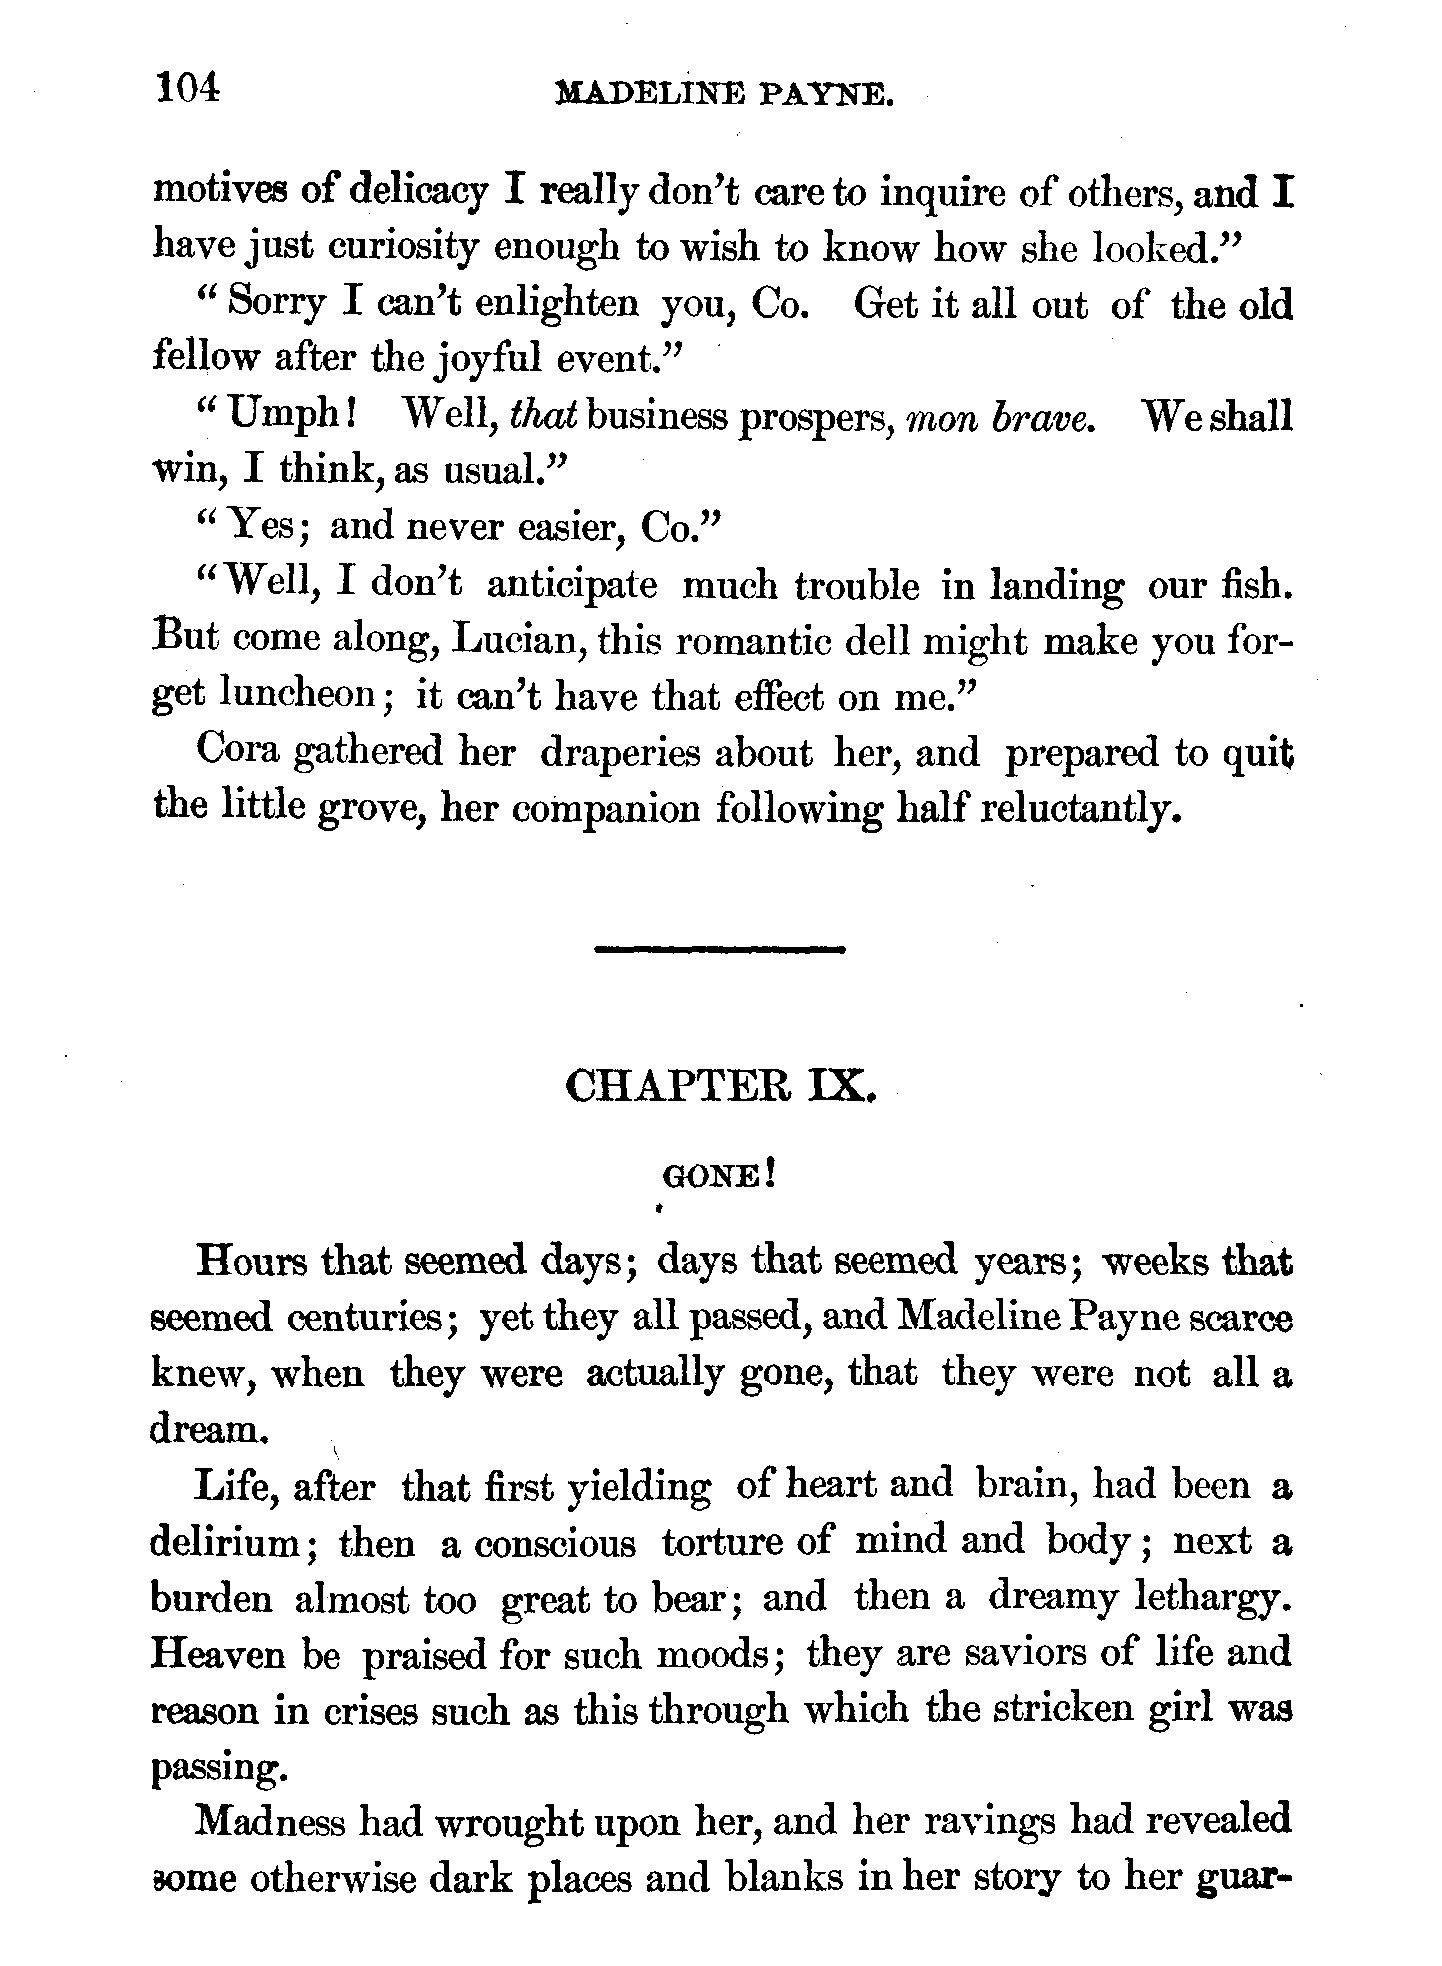 104 MADELINE PAYNE.
motives of delicacy I really don't care to inquire of others, and I
have just curiosity enough to wish to know how she looked."
"Sorry I can't enlighten you, Co. Get it all out of the old
fellow after the joyful event."
"Umph! Well, that business prospers, mon brave. We shall
win, I think, as usual."
"Yes; and never easier, Co."
"Well, I don't anticipate much trouble in landing our fish.
But come along, Lucian, this romantic dell might make you for-
get luncheon; it can't have that effect on me."
Cora gathered her draperies about her, and prepared to quit
the little grove, her companion following half reluctantly.
CHAPTER IX.
GONE!
Hours that seemed days; days that seemed years; weeks that
seemed centuries; yet they all passed, and Madeline Payne scarce
knew, when they were actually gone, that they were not all a
dream.
Life, after that first yielding of heart and brain, had been a
delirium; then a conscious torture of mind and body; next a
burden almost too great to bear; and then a dreamy lethargy.
Heaven be praised for such moods; they are saviors of life and
reason in crises such as this through which the stricken girl was
passing.
Madness had wrought upon her, and her ravings had revealed
some otherwise dark places and blanks in her story to her guar-